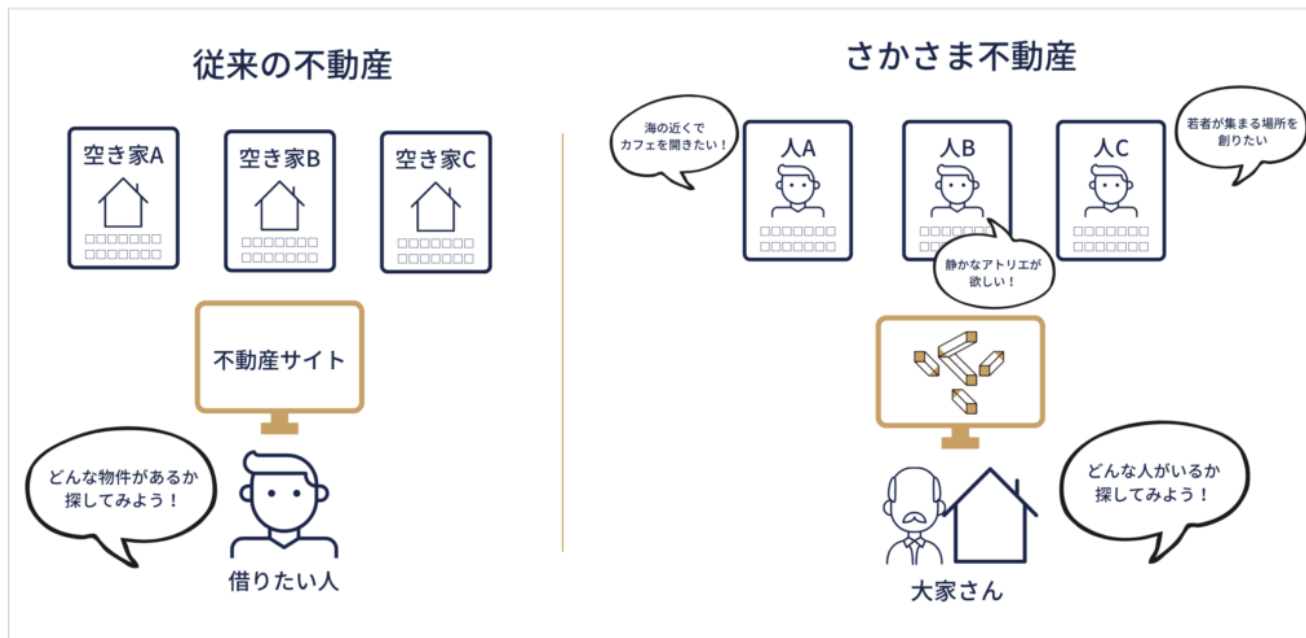 従来の不動産
空き家A
空き家B
空き家C
不動産サイト
どんな物件があるか
探してみよう！
借りたい人
さかさま不動産
海の近くで
カフェを開きたい！
人A
人B
人C
若者が集まる場所を
創りたい
静かなアトリエが
欲しい！
どんな人がいるか
探してみよう！
大家さん